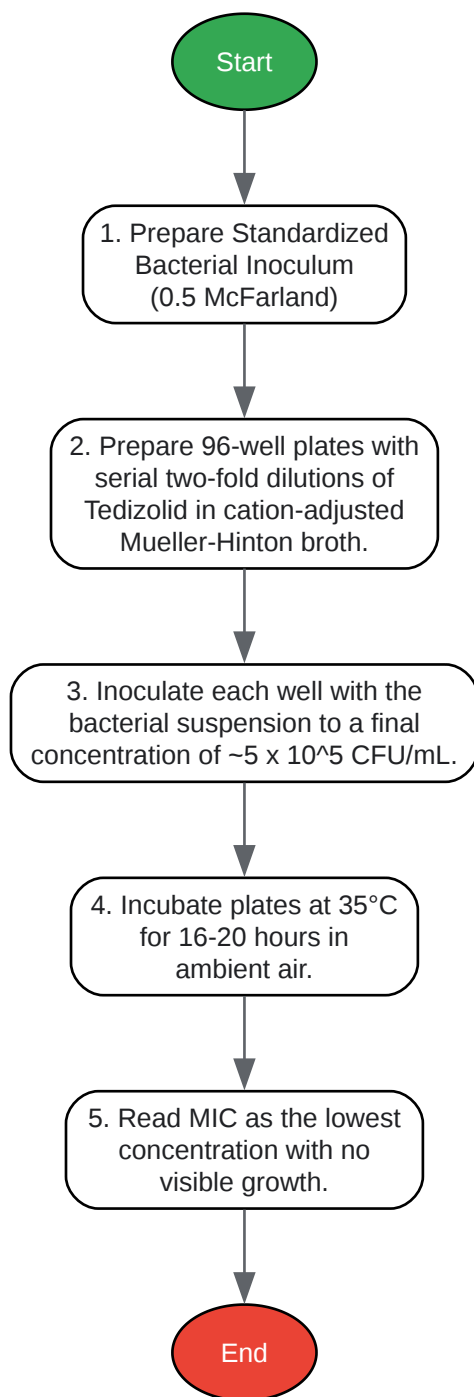 Start
1. Prepare Standardized
Bacterial Inoculum
(0.5 McFarland)
2. Prepare 96-well plates with
serial two-fold dilutions of
Tedizolid in cation-adjusted
Mueller-Hinton broth.
3. Inoculate each well with the
bacterial suspension to a final
concentration of ~5 x 10^5 CFU/mL.
4. Incubate plates at 35°C
for 16-20 hours in
ambient air.
5. Read MIC as the lowest
concentration with no
visible growth.
End